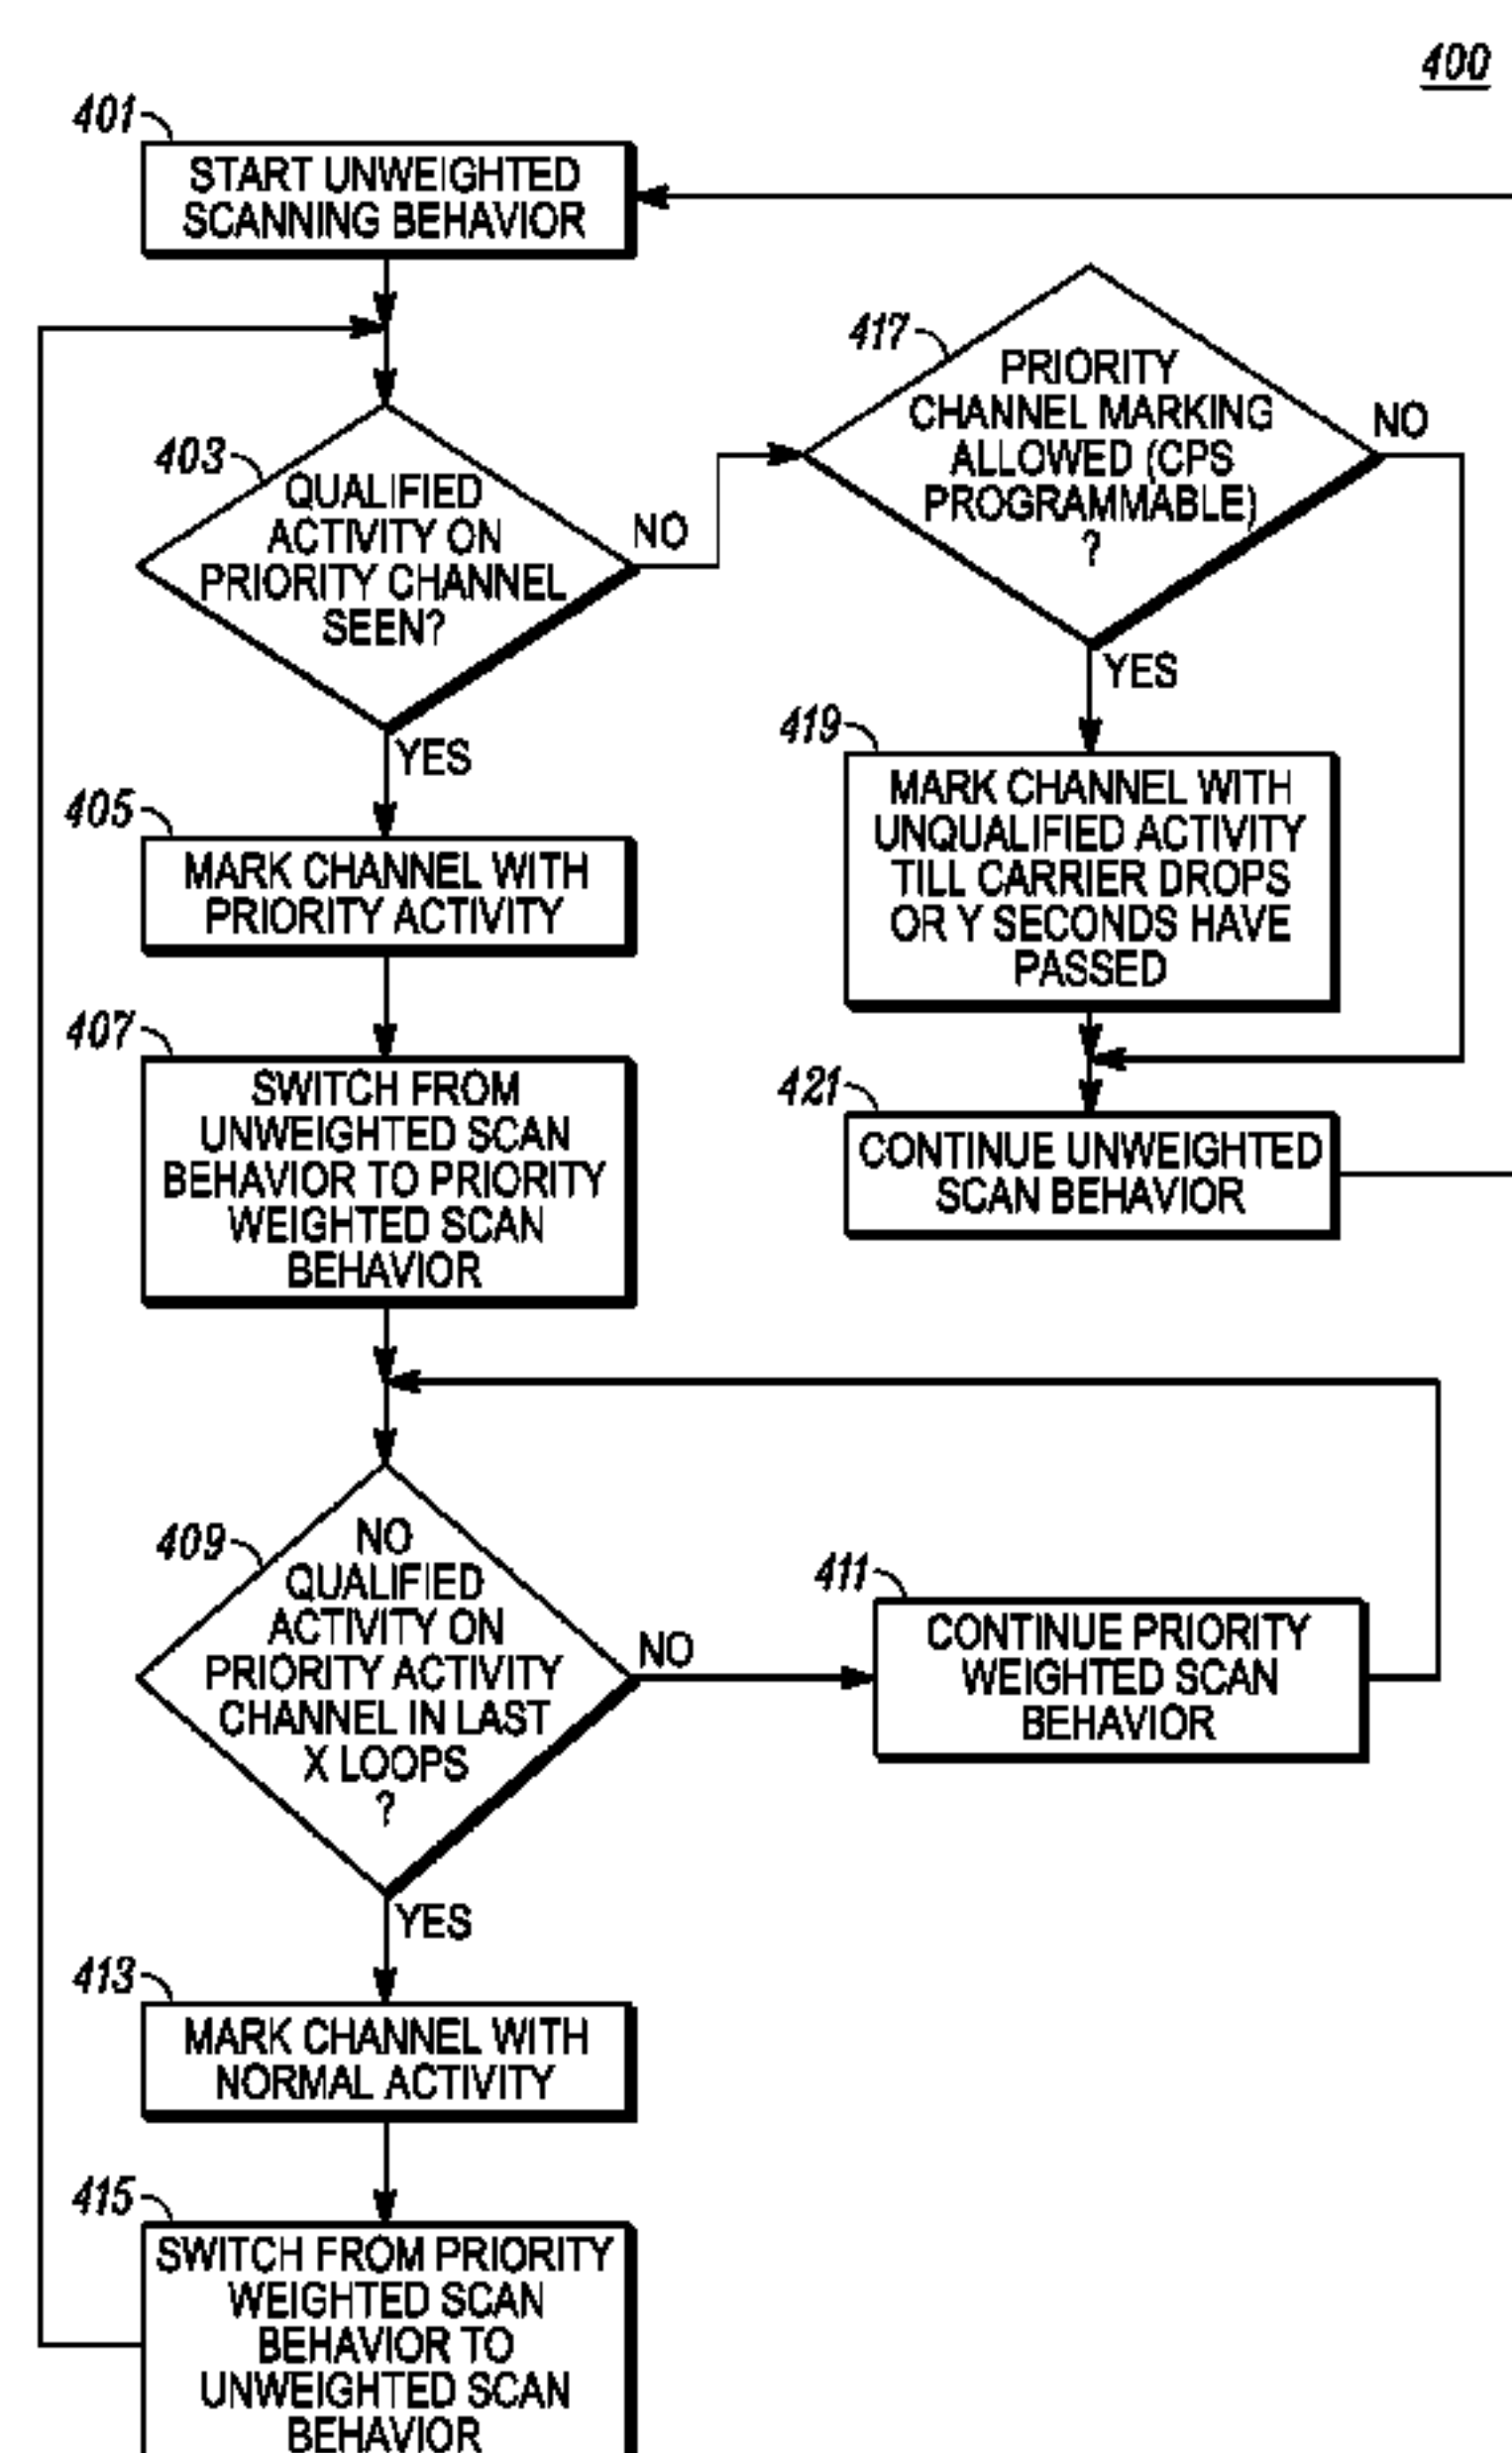 400
401
START UNWEIGHTED
SCANNING BEHAVIOR
403
QUALIFIED
ACTIVITY ON
PRIORITY CHANNEL
SEEN?
NO
YES
417
PRIORITY
CHANNEL MARKING
ALLOWED (CPS
PROGRAMMABLE)
?
NO
YES
419
MARK CHANNEL WITH
UNQUALIFIED ACTIVITY
TILL CARRIER DROPS
OR Y SECONDS HAVE
PASSED
421
CONTINUE UNWEIGHTED
SCAN BEHAVIOR
405
MARK CHANNEL WITH
PRIORITY ACTIVITY
407
SWITCH FROM
UNWEIGHTED SCAN
BEHAVIOR TO PRIORITY
WEIGHTED SCAN
BEHAVIOR
409
NO
QUALIFIED
ACTIVITY ON
PRIORITY ACTIVITY
CHANNEL IN LAST
X LOOPS
?
NO
YES
411
CONTINUE PRIORITY
WEIGHTED SCAN
BEHAVIOR
413
MARK CHANNEL WITH
NORMAL ACTIVITY
415
SWITCH FROM PRIORITY
WEIGHTED SCAN
BEHAVIOR TO
UNWEIGHTED SCAN
BEHAVIOR